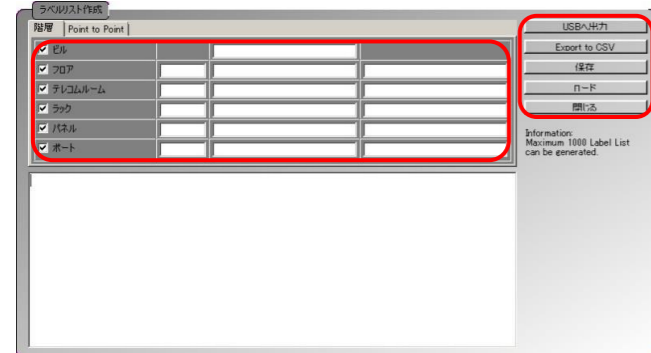 ラベルリスト作成
階層 Point to Point
ビル
フロア
テレコムルーム
ラック
パネル
ポート
USBへ出力
Export to CSV
保存
ロード
閉じる
Information:
Maximum 1000 Label List
can be generated.